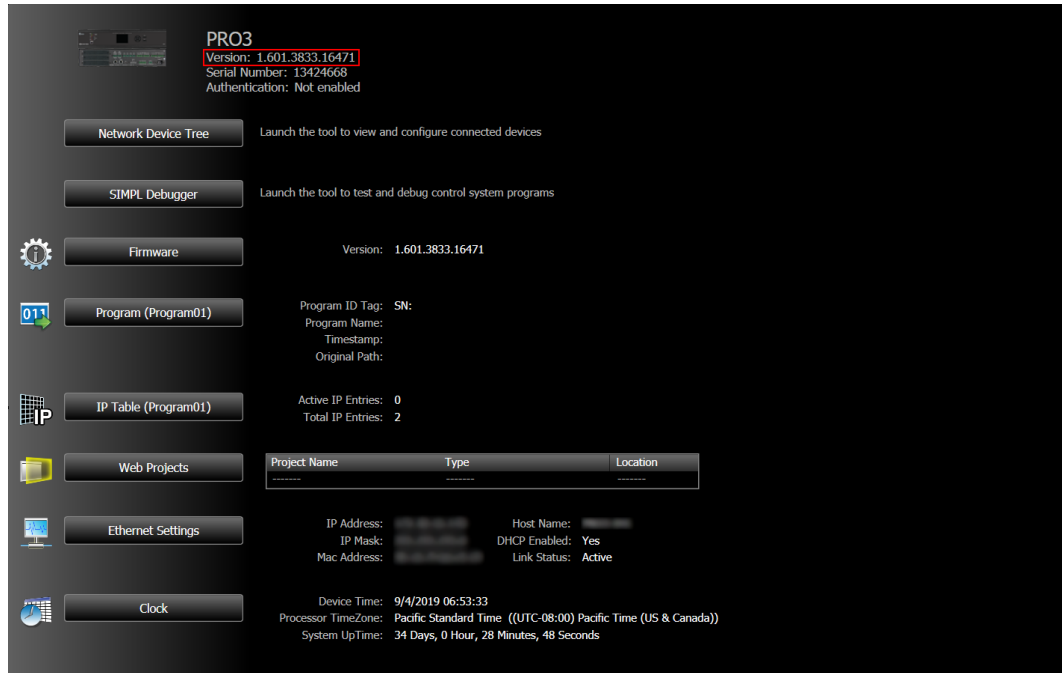 PRO3
Version: 1.601.3833.16471
Serial Number: 13424668
Authentication: Not enabled
Network Device Tree Launch the tool to view and configure connected devices
SIMPL Debugger Launch the tool to test and debug control system programs
Firmware Version: 1.601.3833.16471
011 Program (Program01) Program ID Tag: SN:
Program Name:
Timestamp:
Original Path:
IP IP Table (Program01) Active IP Entries: 0
Total IP Entries: 2
Web Projects Project Name Type Location
------- ------- -------
Ethernet Settings IP Address: Host Name:
IP Mask: DHCP Enabled: Yes
Mac Address: Link Status: Active
Clock Device Time: 9/4/2019 06:53:33
Processor TimeZone: Pacific Standard Time ((UTC-08:00) Pacific Time (US & Canada))
System UpTime: 34 Days, 0 Hour, 28 Minutes, 48 Seconds